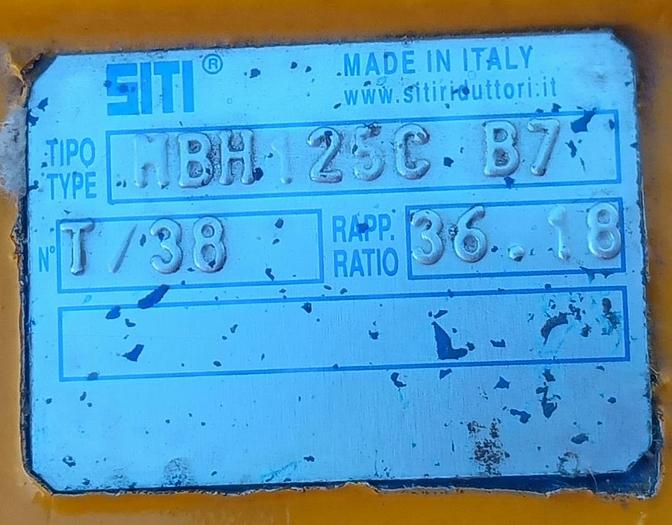 SITI® MADE IN ITALY
www.sitiriduttori.it
TIPO
TYPE MBH 125C B7
N° T/38 RAPP.
RATIO 36.18